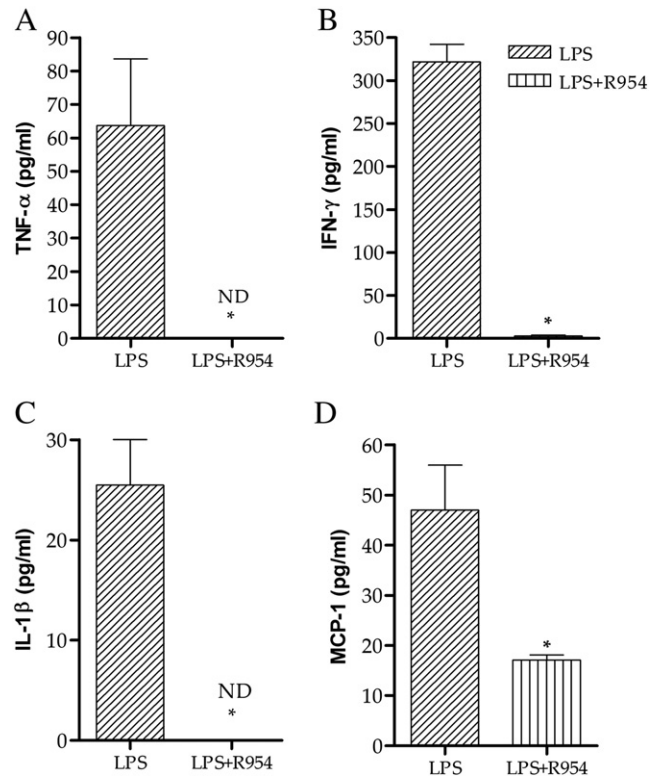 A
TNF-α (pg/ml)
90
80
70
60
50
40
30
20
10
0
ND
*
LPS
LPS+R954
B
IFN-γ (pg/ml)
350
300
250
200
150
100
50
0
LPS
LPS+R954
*
LPS
LPS+R954
C
IL-1β (pg/ml)
30
20
10
0
ND
*
LPS
LPS+R954
D
MCP-1 (pg/ml)
60
50
40
30
20
10
0
*
LPS
LPS+R954